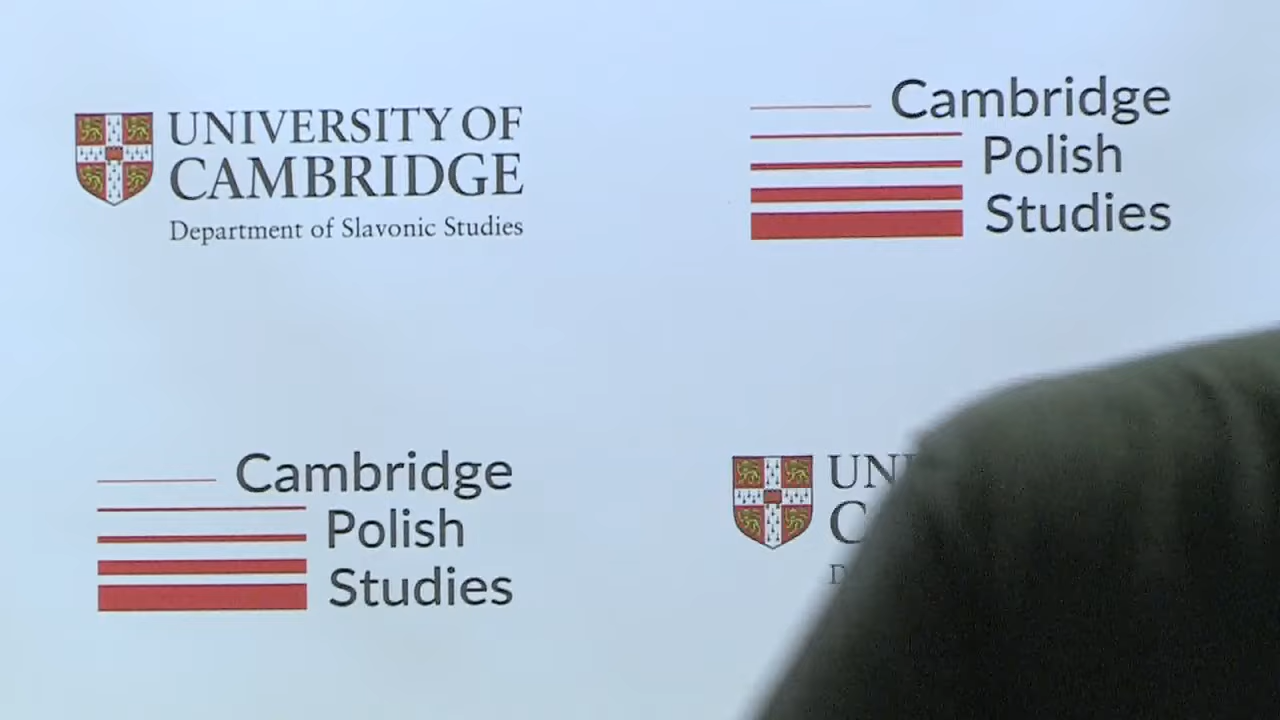 UNIVERSITY OF
CAMBRIDGE
Department of Slavonic Studies
Cambridge
Polish
Studies
Cambridge
Polish
Studies